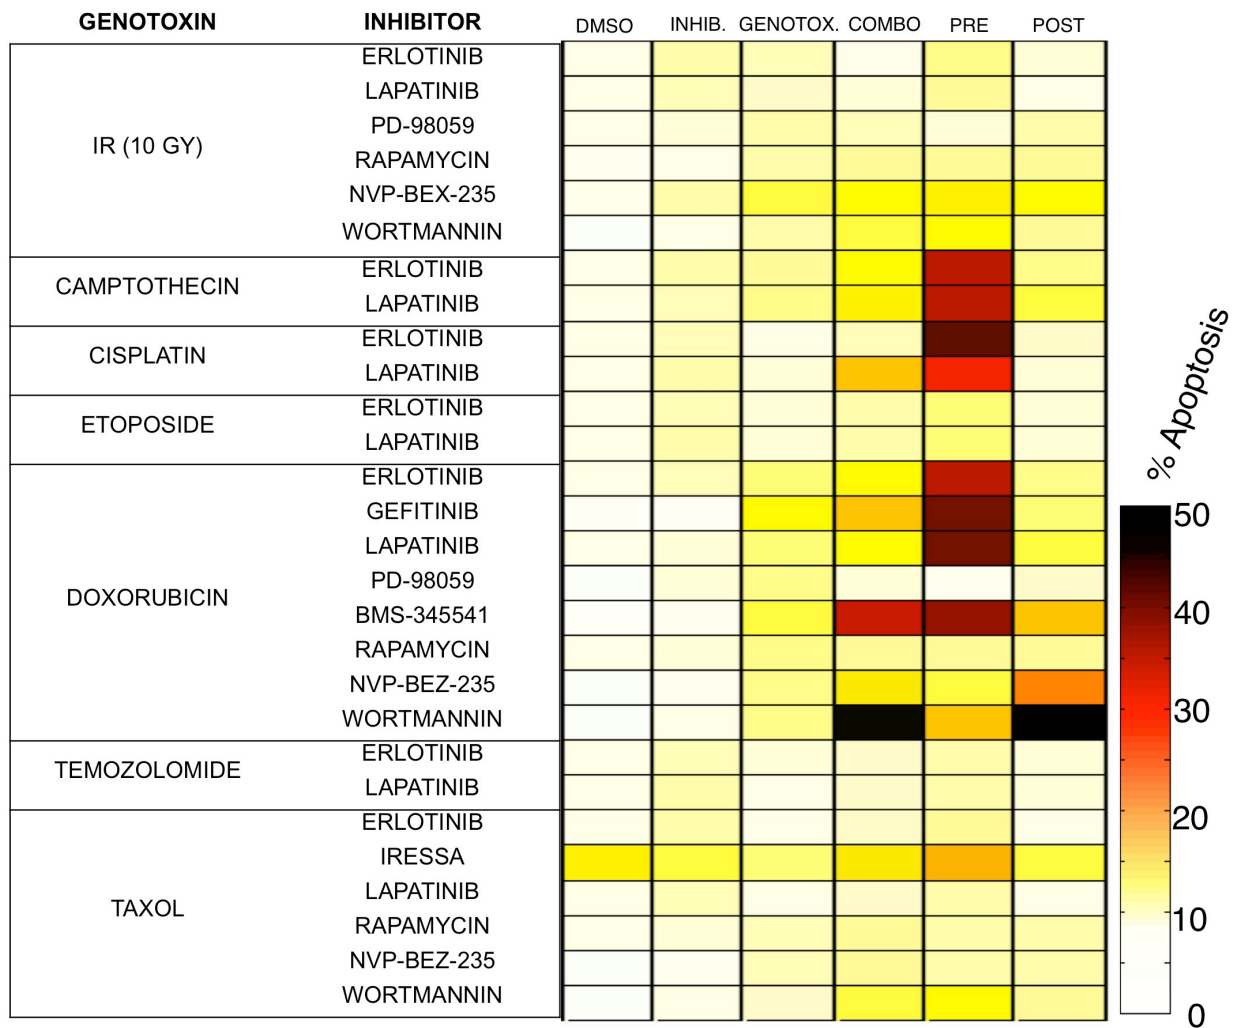 GENOTOXIN INHIBITOR DMSO INHIB. GENOTOX. COMBO PRE POST
ERLOTINIB
LAPATINIB
PD-98059
IR (10 GY)
RAPAMYCIN
NVP-BEX-235
WORTMANNIN
ERLOTINIB
CAMPTOTHECIN
LAPATINIB
ERLOTINIB
CISPLATIN
LAPATINIB
ERLOTINIB
ETOPOSIDE
LAPATINIB
ERLOTINIB
GEFITINIB
LAPATINIB
PD-98059
DOXORUBICIN
BMS-345541
RAPAMYCIN
NVP-BEZ-235
WORTMANNIN
ERLOTINIB
TEMOZOLOMIDE
LAPATINIB
ERLOTINIB
IRESSA
LAPATINIB
TAXOL
RAPAMYCIN
NVP-BEZ-235
WORTMANNIN
% Apoptosis
50
40
30
20
10
0